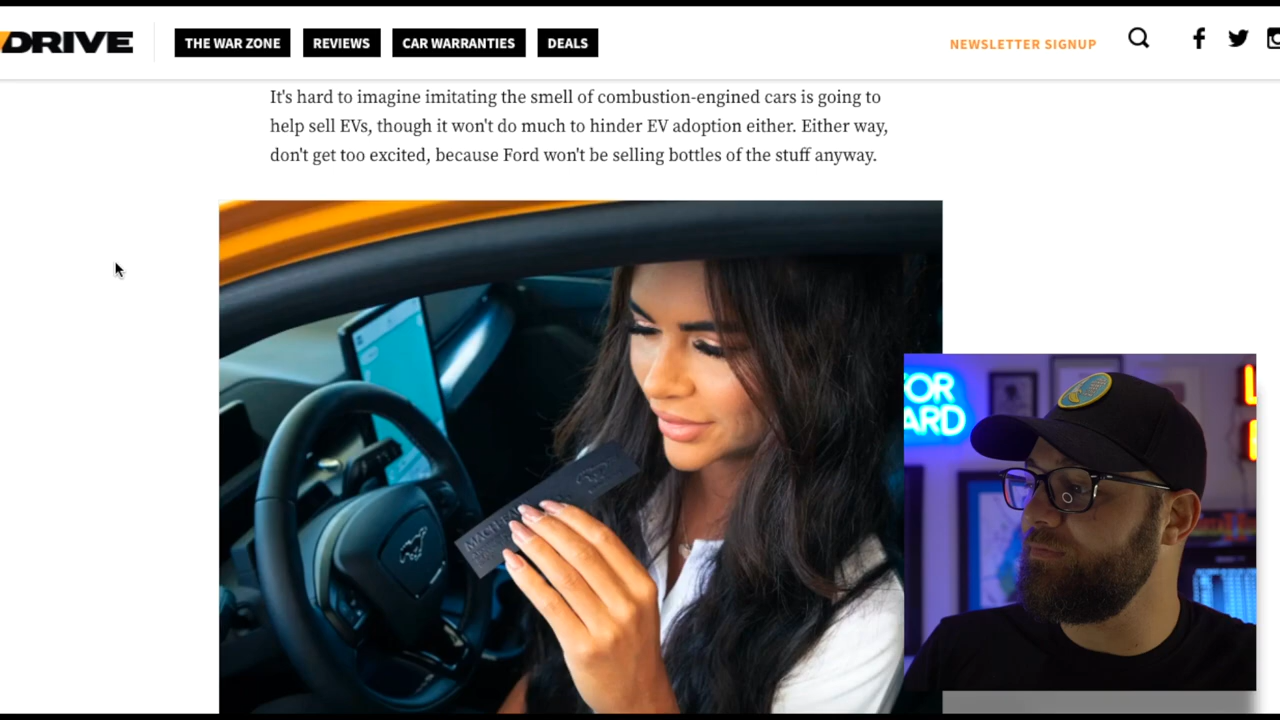 DRIVE
THE WAR ZONE
REVIEWS
CAR WARRANTIES
DEALS
NEWSLETTER SIGNUP
It's hard to imagine imitating the smell of combustion-engined cars is going to
help sell EVs, though it won't do much to hinder EV adoption either. Either way,
don't get too excited, because Ford won't be selling bottles of the stuff anyway.